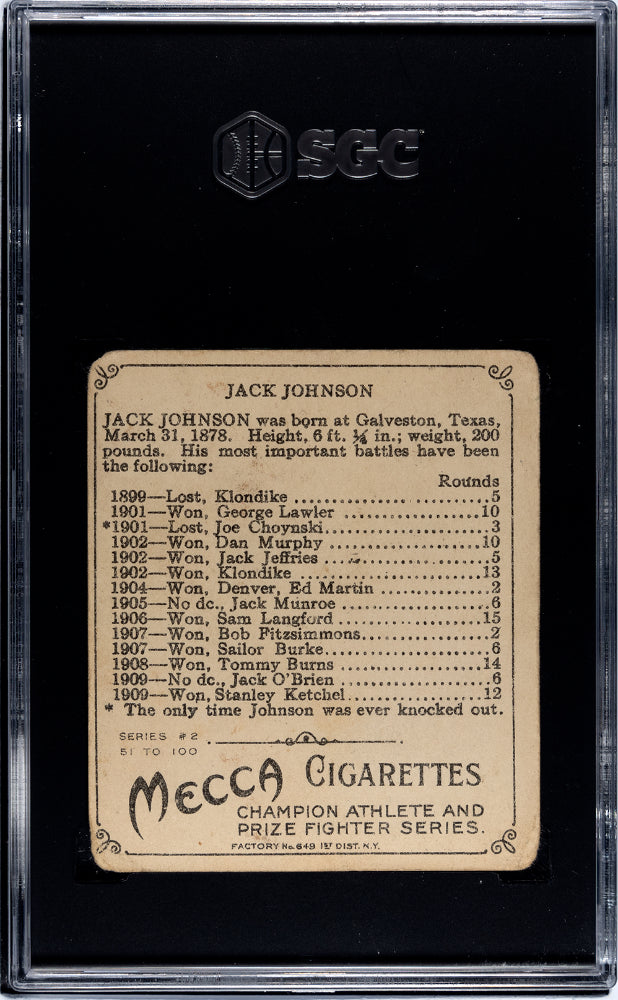 SGC
JACK JOHNSON
JACK JOHNSON was born at Galveston, Texas,
March 31, 1878. Height, 6 ft. ¼ in.; weight, 200
pounds. His most important battles have been
the following:
Rounds
1899—Lost, Klondike ........................5
1901—Won, George Lawler .................10
*1901—Lost, Joe Choynski....................3
1902—Won, Dan Murphy ...................10
1902—Won, Jack Jeffries .....................5
1902—Won, Klondike .......................13
1904—Won, Denver, Ed Martin .............2
1905—No dc., Jack Munroe ..................6
1906—Won, Sam Langford .................15
1907—Won, Bob Fitzsimmons................2
1907—Won, Sailor Burke.....................6
1908—Won, Tommy Burns .................14
1909—No dc., Jack O'Brien ..................6
1909—Won, Stanley Ketchel................12
* The only time Johnson was ever knocked out.
SERIES #2
51 TO 100
MECCA CIGARETTES
CHAMPION ATHLETE AND
PRIZE FIGHTER SERIES.
FACTORY No. 649 1ST DIST. N.Y.